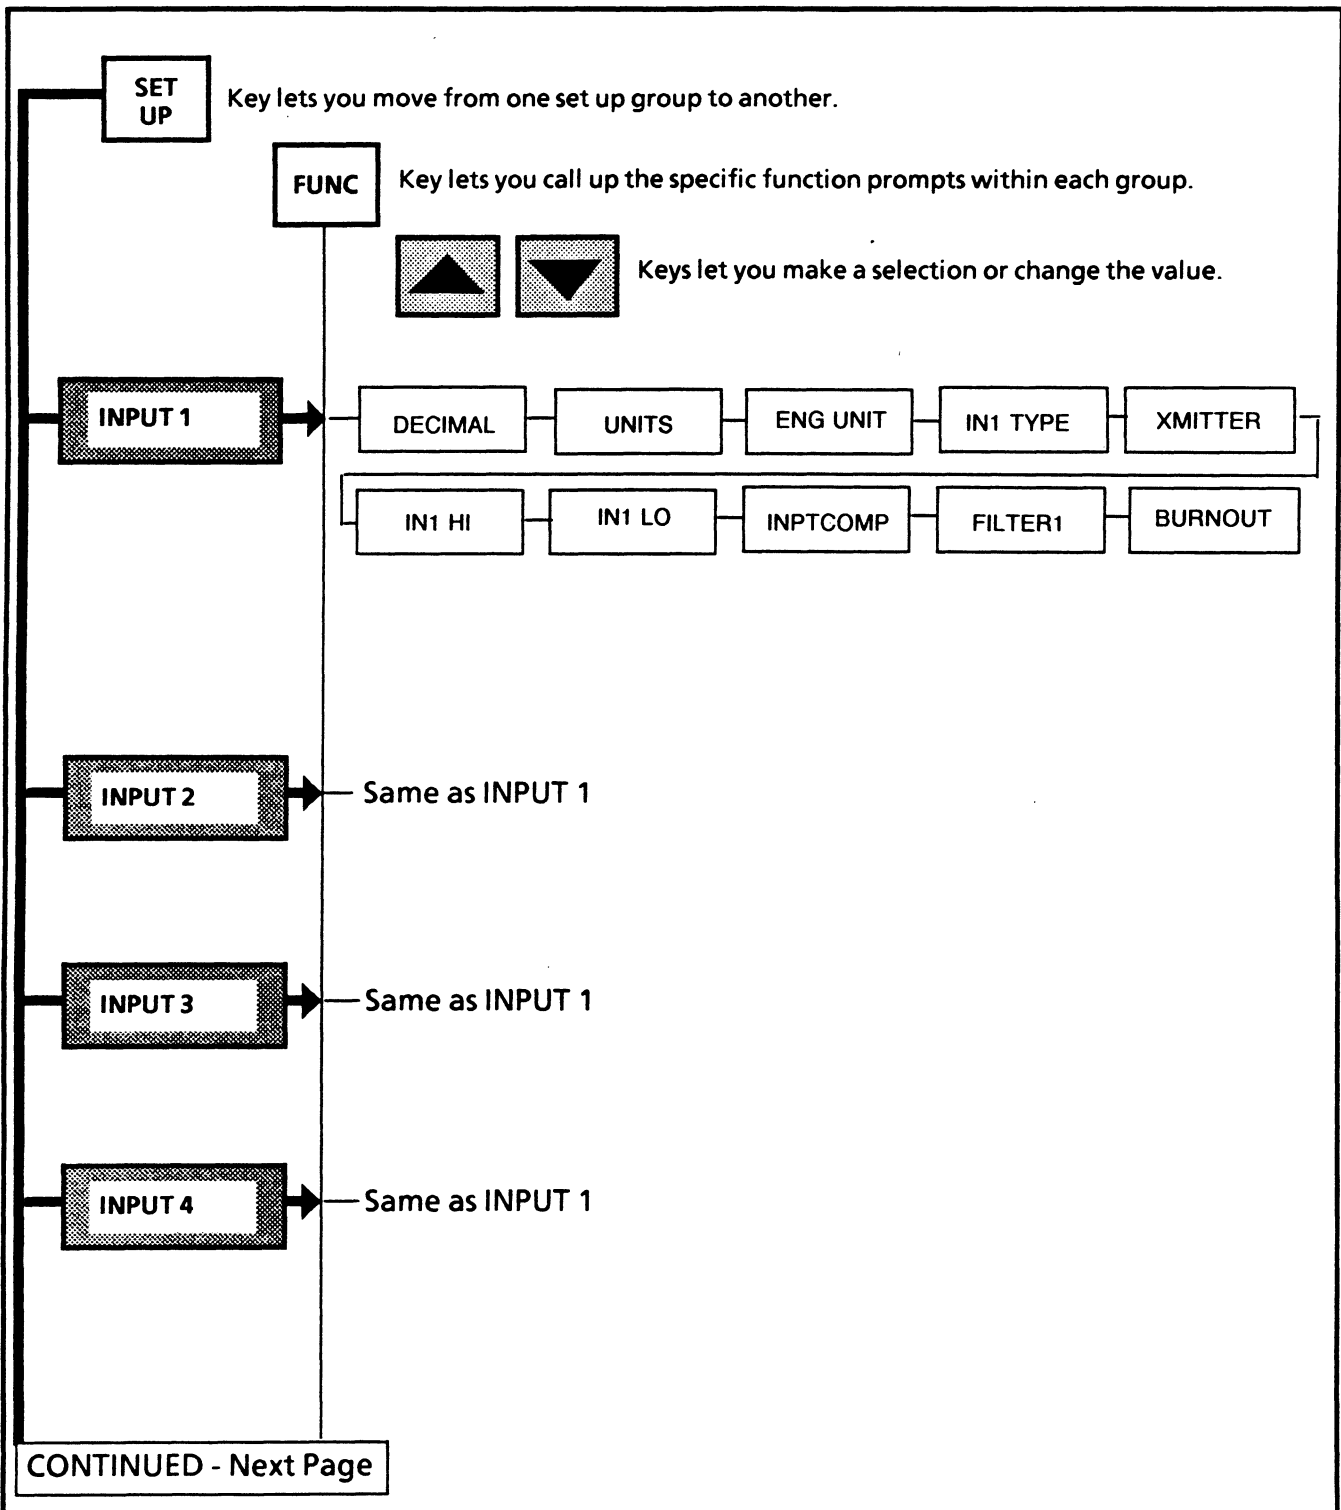 SET
UP
Key lets you move from one set up group to another.
FUNC
Key lets you call up the specific function prompts within each group.
Keys let you make a selection or change the value.
INPUT 1
DECIMAL
UNITS
ENG UNIT
IN1 TYPE
XMITTER
IN1 HI
IN1 LO
INPTCOMP
FILTER1
BURNOUT
INPUT 2
Same as INPUT 1
INPUT 3
Same as INPUT 1
INPUT 4
Same as INPUT 1
CONTINUED - Next Page